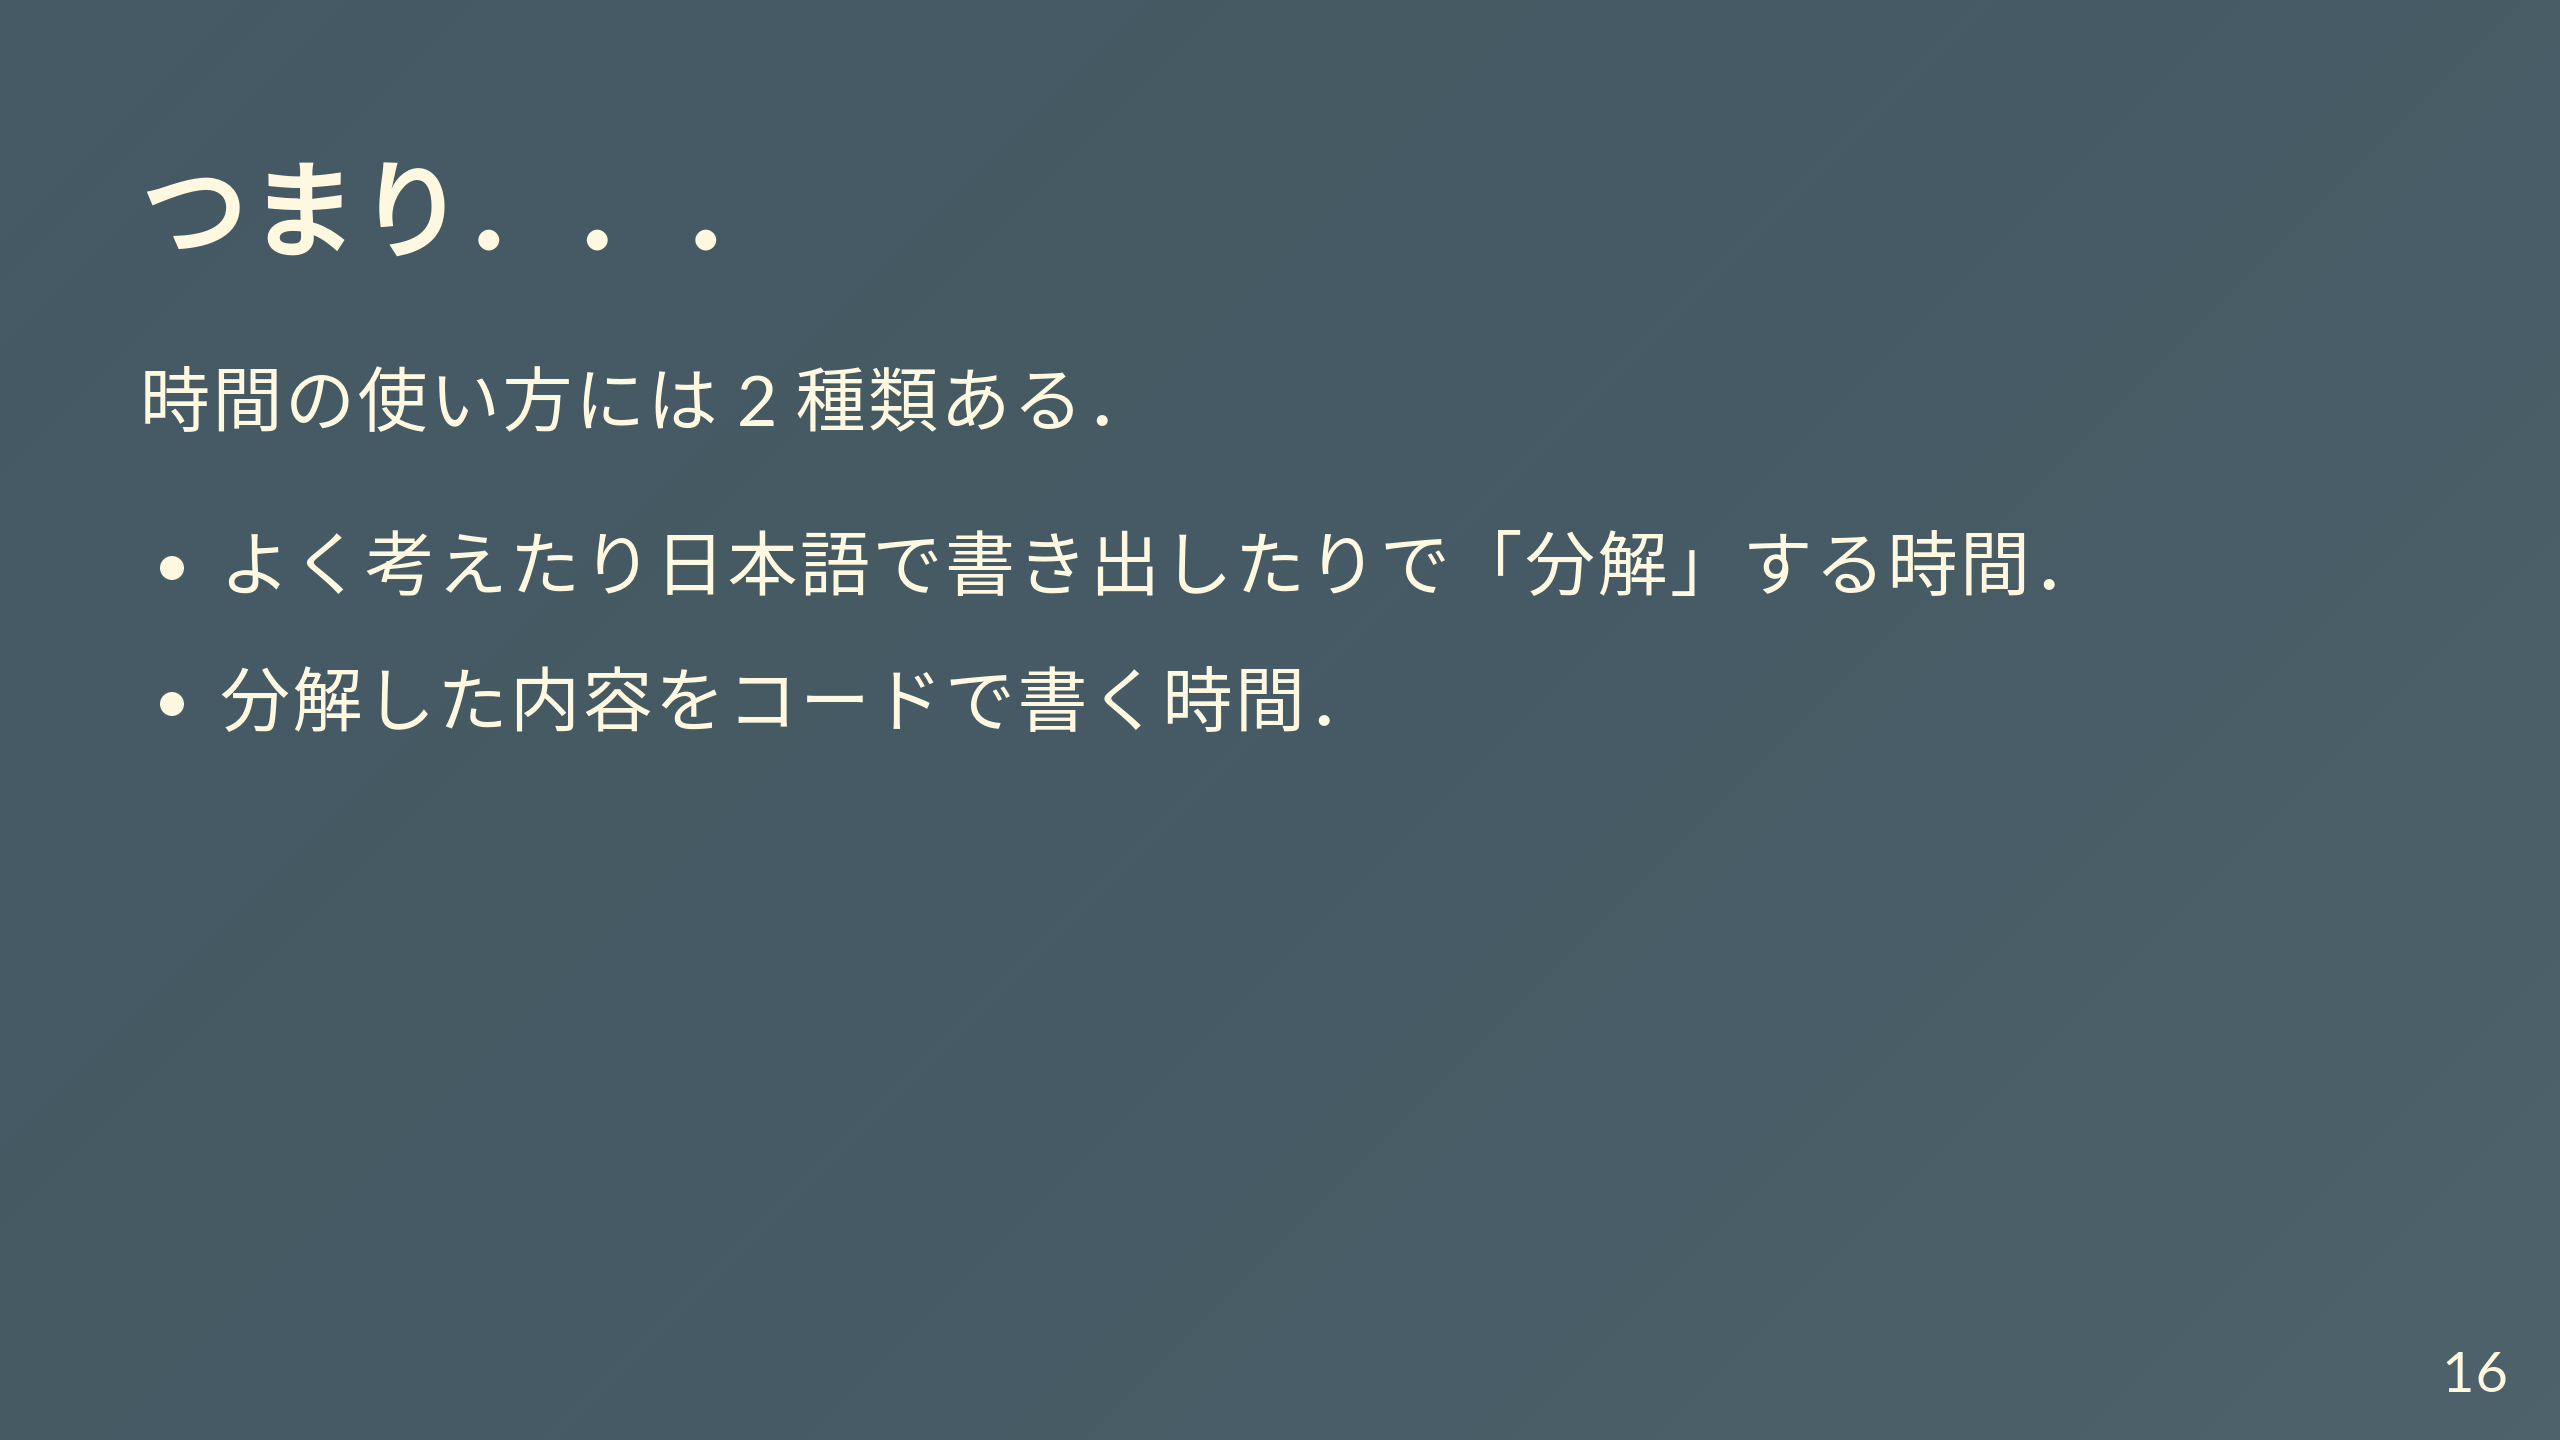 つまり．．．
時間の使い方には 2 種類ある．
• よく考えたり日本語で書き出したりで「分解」する時間．
• 分解した内容をコードで書く時間．
16